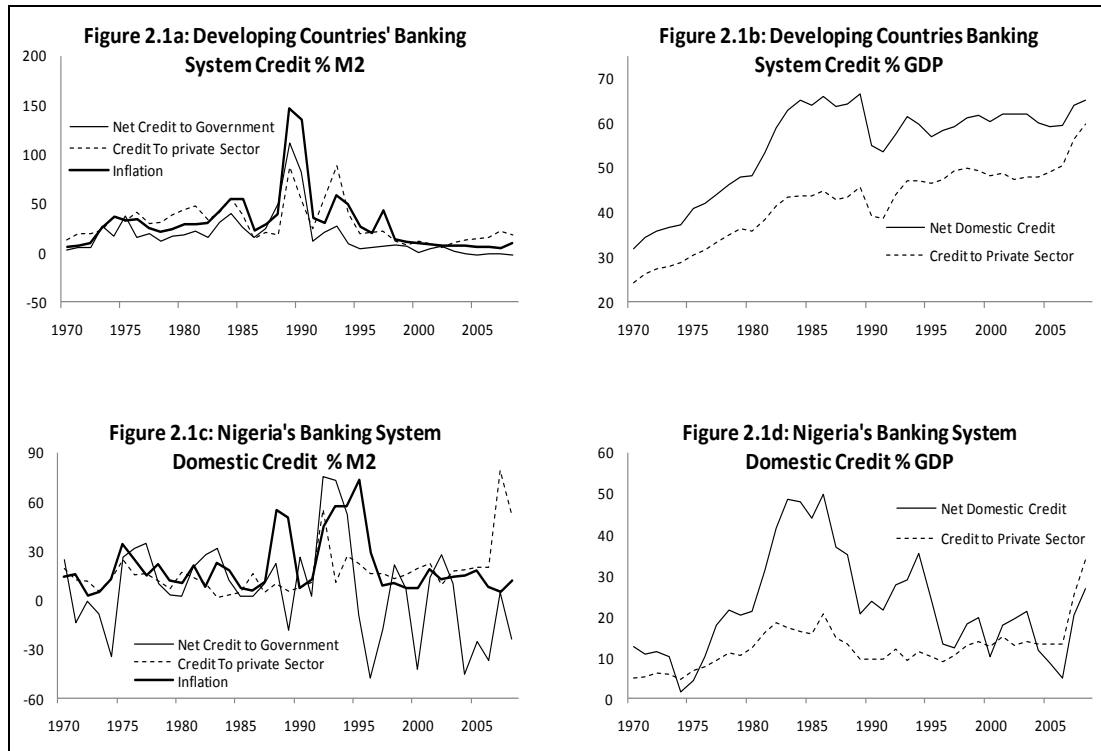 Figure 2.1a: Developing Countries' Banking
System Credit % M2
200
150
100
50
0
-50
Net Credit to Government
Credit To private Sector
Inflation
1970 1975 1980 1985 1990 1995 2000 2005
Figure 2.1b: Developing Countries Banking
System Credit % GDP
70
60
50
40
30
20
Net Domestic Credit
Credit to Private Sector
1970 1975 1980 1985 1990 1995 2000 2005
Figure 2.1c: Nigeria's Banking System
Domestic Credit % M2
90
60
30
0
-30
-60
Net Credit to Government
Credit To private Sector
Inflation
1970 1975 1980 1985 1990 1995 2000 2005
Figure 2.1d: Nigeria's Banking System
Domestic Credit % GDP
60
50
40
30
20
10
0
Net Domestic Credit
Credit to Private Sector
1970 1975 1980 1985 1990 1995 2000 2005